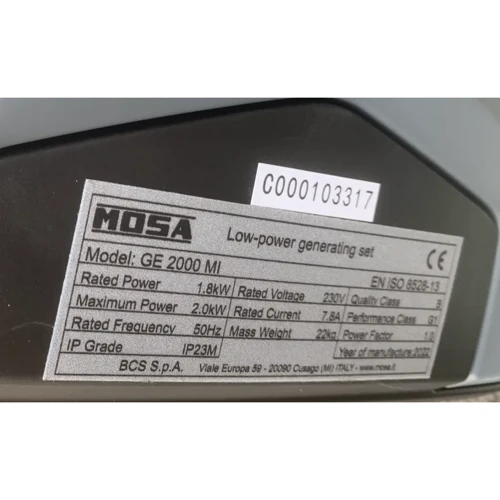 C000103317
MOSA
Low-power generating set
CE
Model: GE 2000 MI
EN ISO 8528-13
Rated Power 1.8kW Rated Voltage 230V Quality Class B
Maximum Power 2.0kW Rated Current 7.8A Performance Class G1
Rated Frequency 50Hz Mass Weight 22kg Power Factor 1.0
IP Grade IP23M Year of manufacture
BCS S.p.A. Viale Europa 59 - 20090 Cusago (MI) ITALY - www.mosa.it